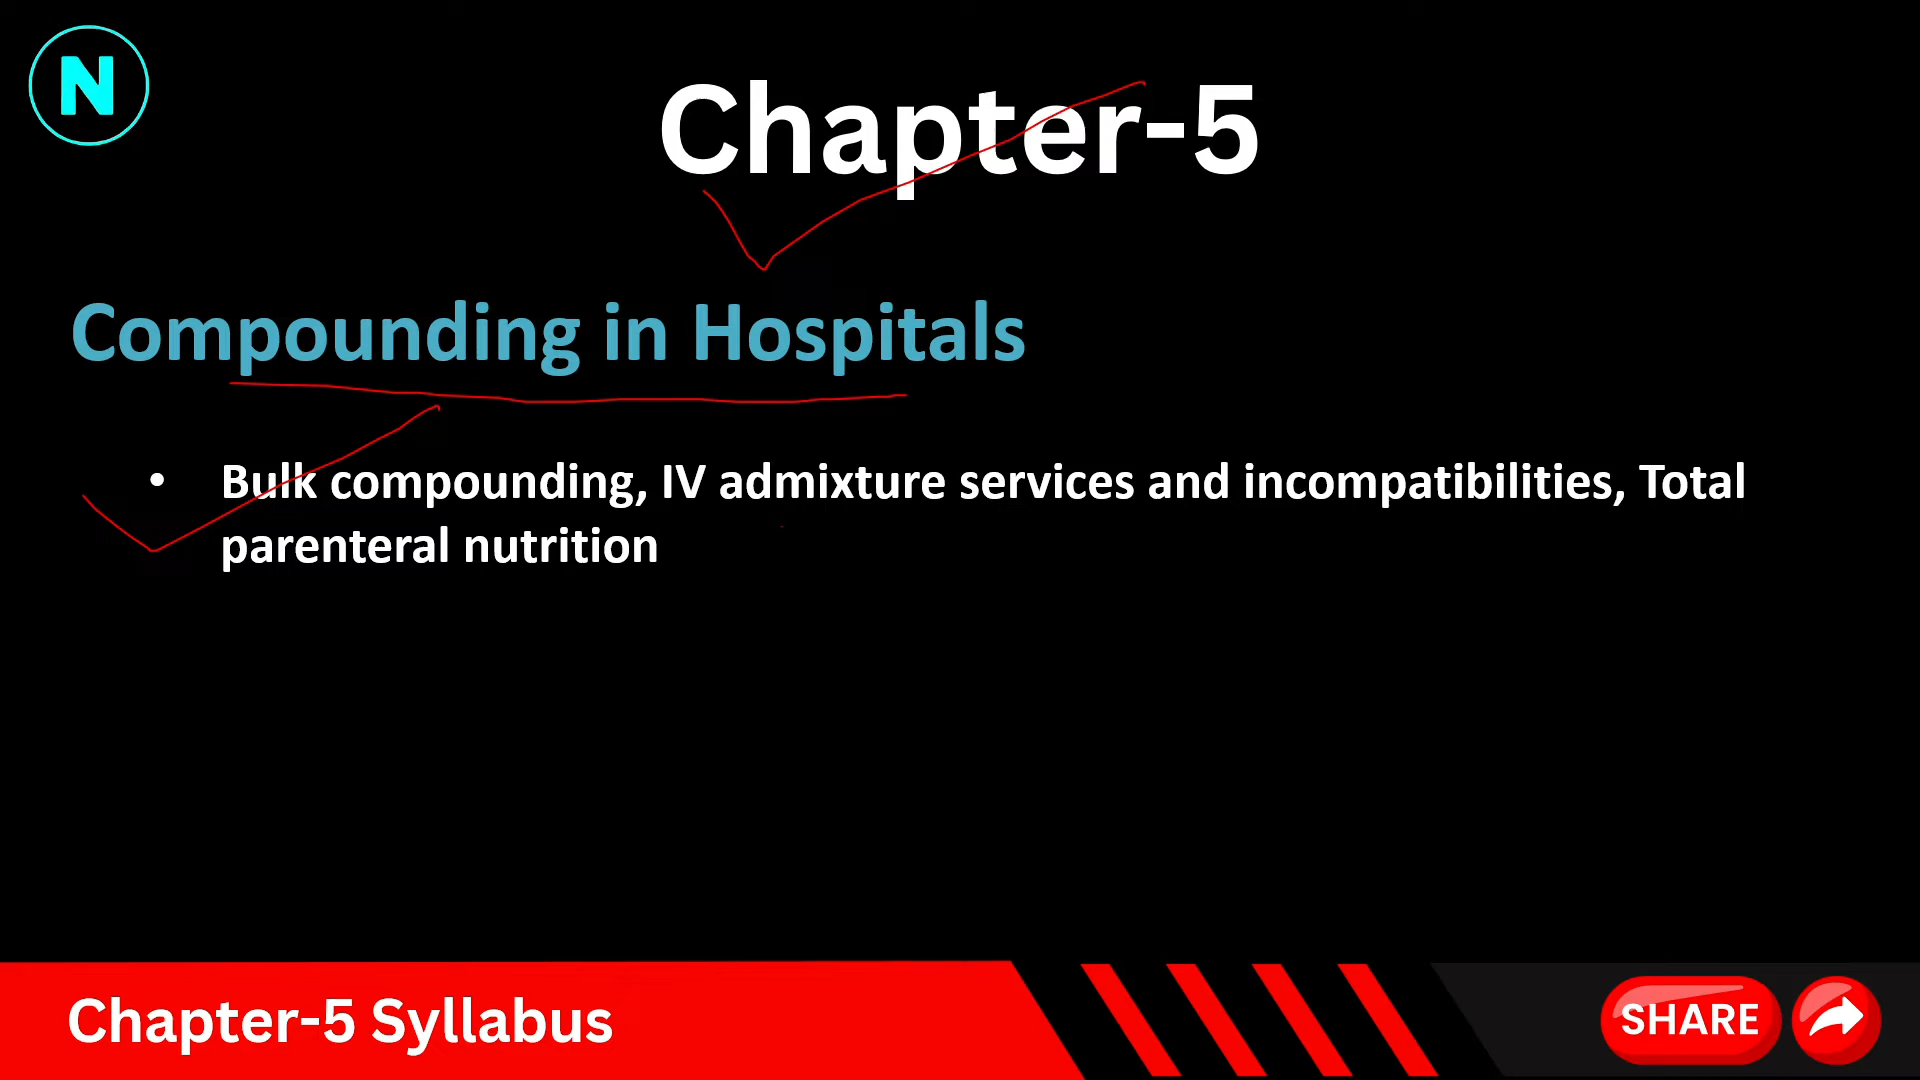 N
Chapter-5
Compounding in Hospitals
• Bulk compounding, IV admixture services and incompatibilities, Total
parenteral nutrition
Chapter-5 Syllabus
SHARE